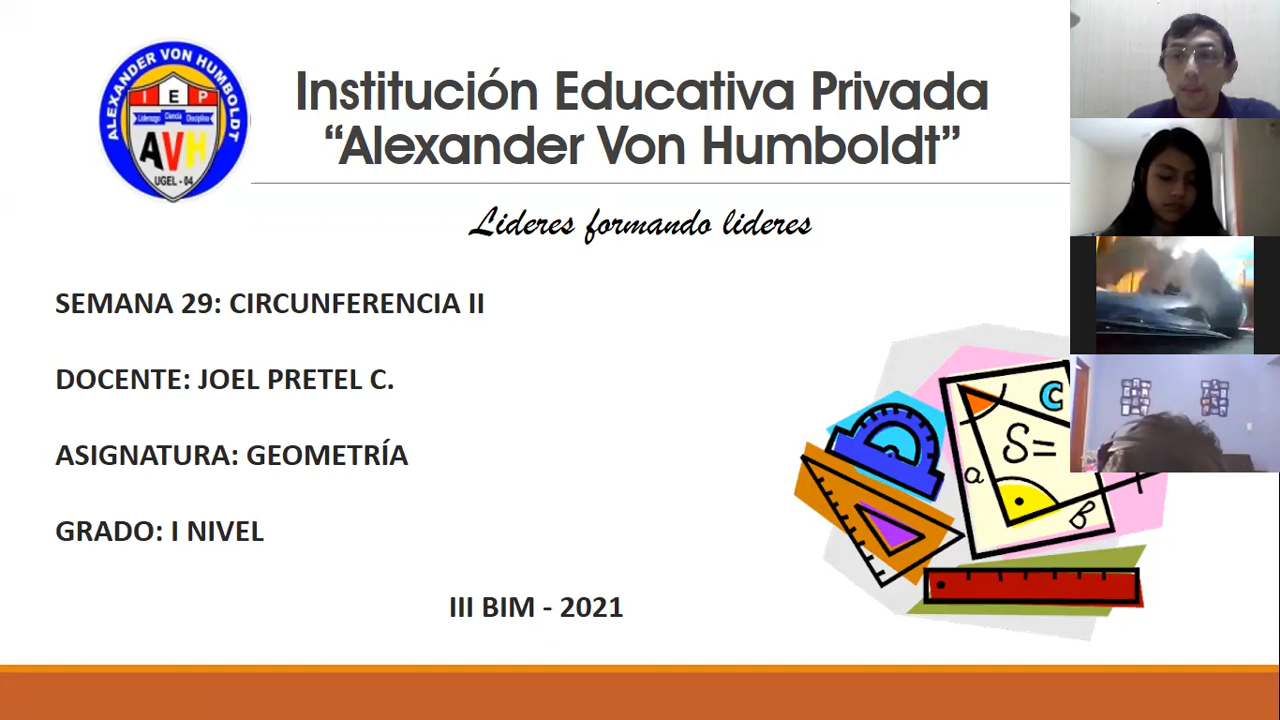 ALEXANDER VON HUMBOLDT
I E P
Liderazgo Ciencia Disciplina
AVH
UGEL - 04
Institución Educativa Privada
“Alexander Von Humboldt”
Lideres formando lideres
SEMANA 29: CIRCUNFERENCIA II
DOCENTE: JOEL PRETEL C.
ASIGNATURA: GEOMETRÍA
GRADO: I NIVEL
III BIM - 2021
C
S=
a
B